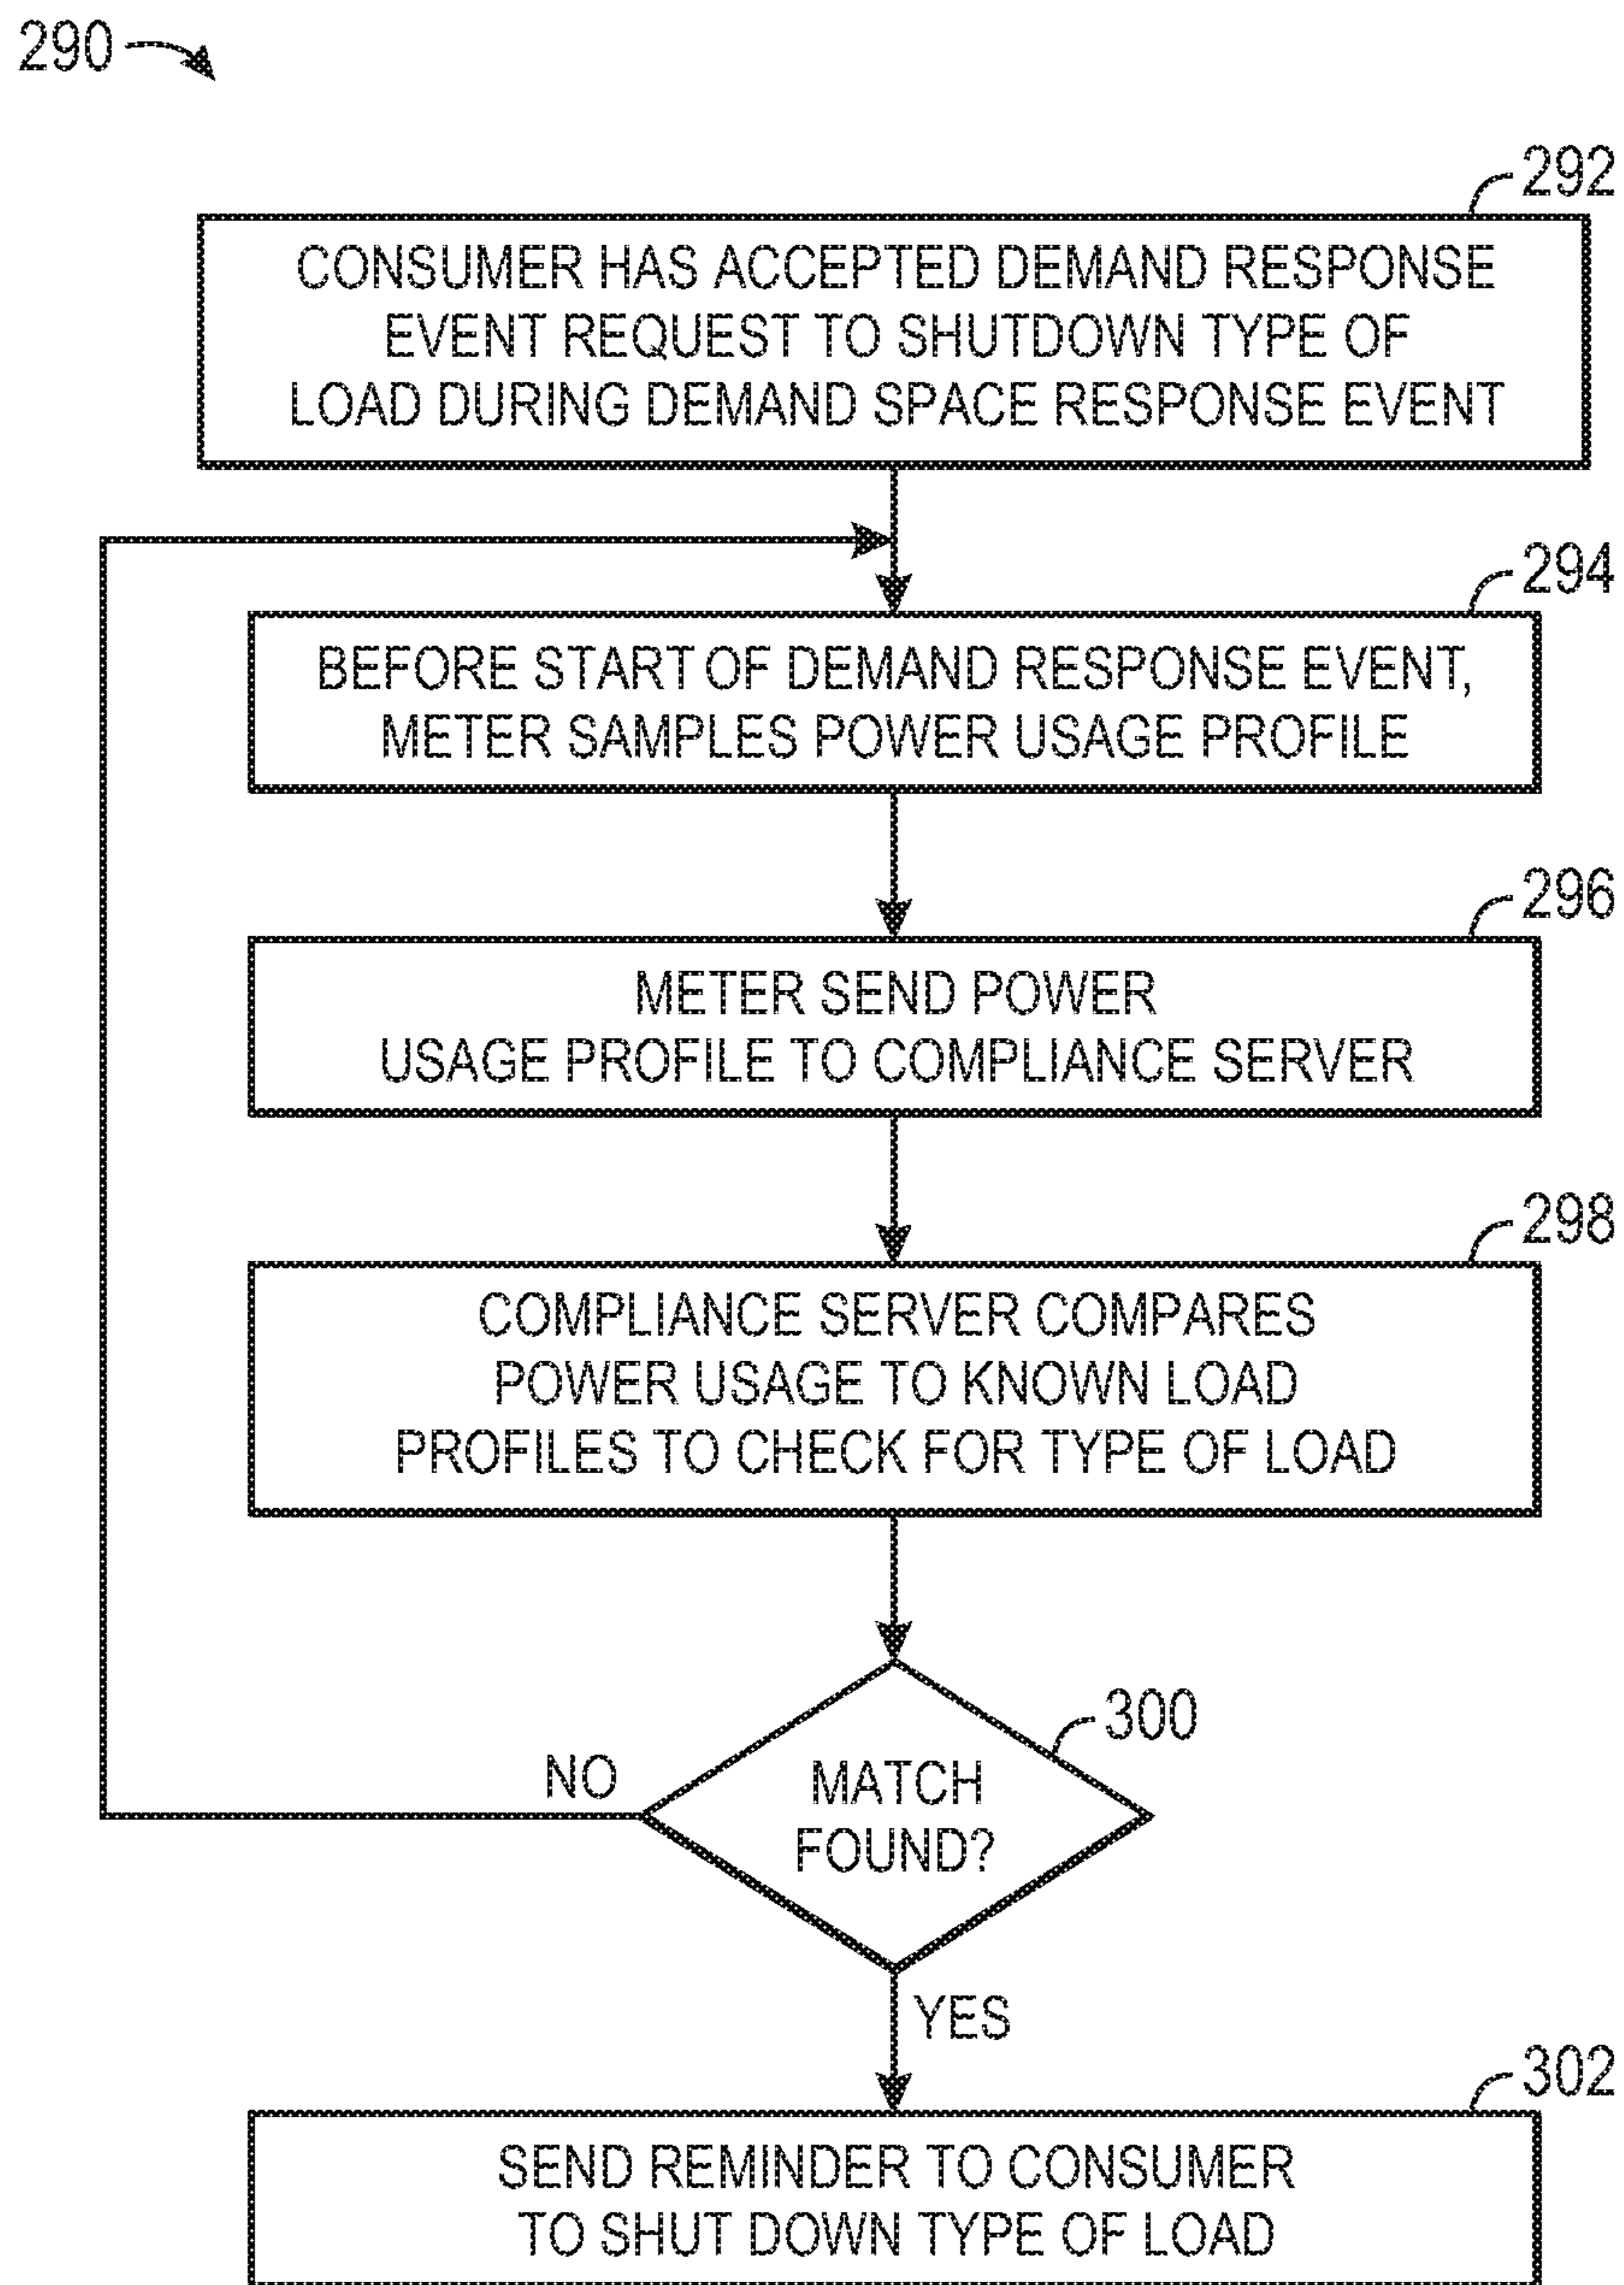 290
292
CONSUMER HAS ACCEPTED DEMAND RESPONSE
EVENT REQUEST TO SHUTDOWN TYPE OF
LOAD DURING DEMAND SPACE RESPONSE EVENT
294
BEFORE START OF DEMAND RESPONSE EVENT,
METER SAMPLES POWER USAGE PROFILE
296
METER SEND POWER
USAGE PROFILE TO COMPLIANCE SERVER
298
COMPLIANCE SERVER COMPARES
POWER USAGE TO KNOWN LOAD
PROFILES TO CHECK FOR TYPE OF LOAD
300
NO
MATCH
FOUND?
YES
302
SEND REMINDER TO CONSUMER
TO SHUT DOWN TYPE OF LOAD